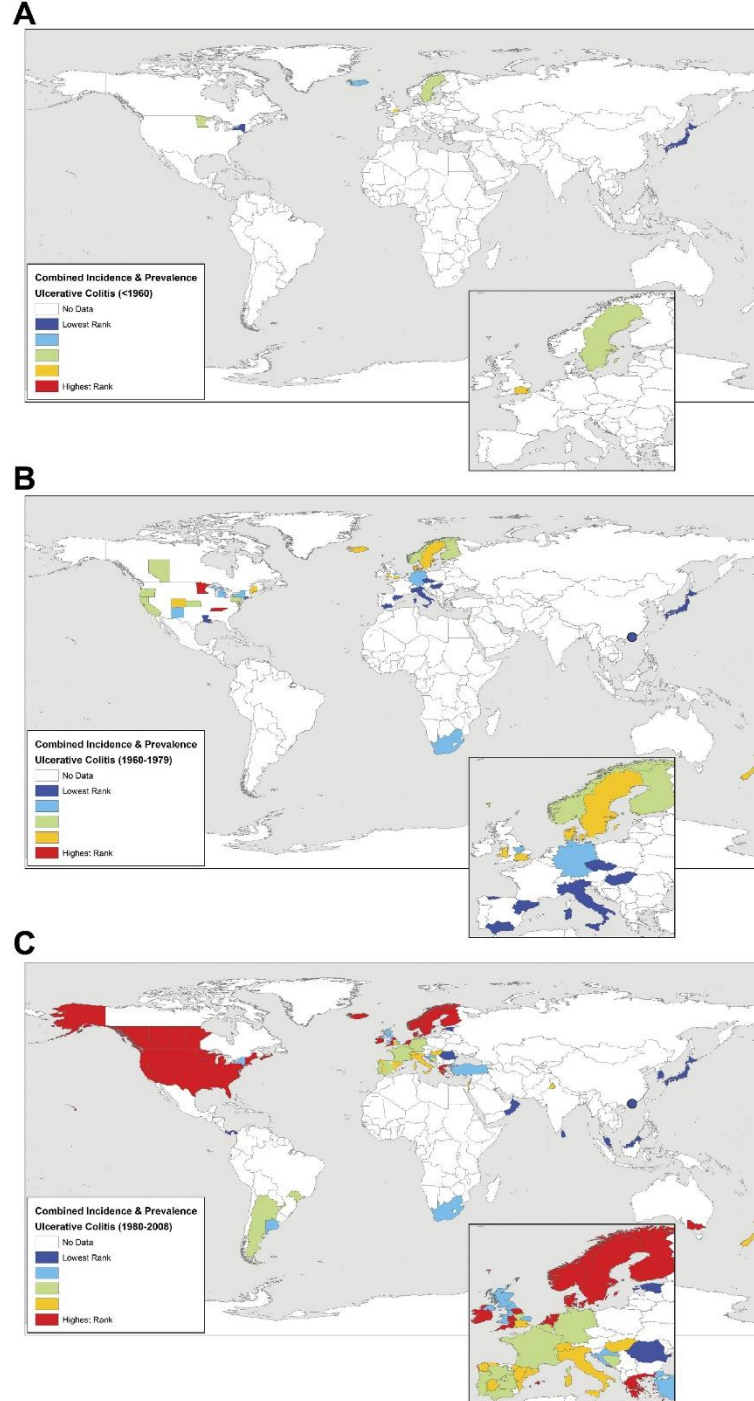 A
Combined Incidence & Prevalence
Ulcerative Colitis (<1960)
No Data
Lowest Rank
Highest Rank
B
Combined Incidence & Prevalence
Ulcerative Colitis (1960-1979)
No Data
Lowest Rank
Highest Rank
C
Combined Incidence & Prevalence
Ulcerative Colitis (1980-2008)
No Data
Lowest Rank
Highest Rank